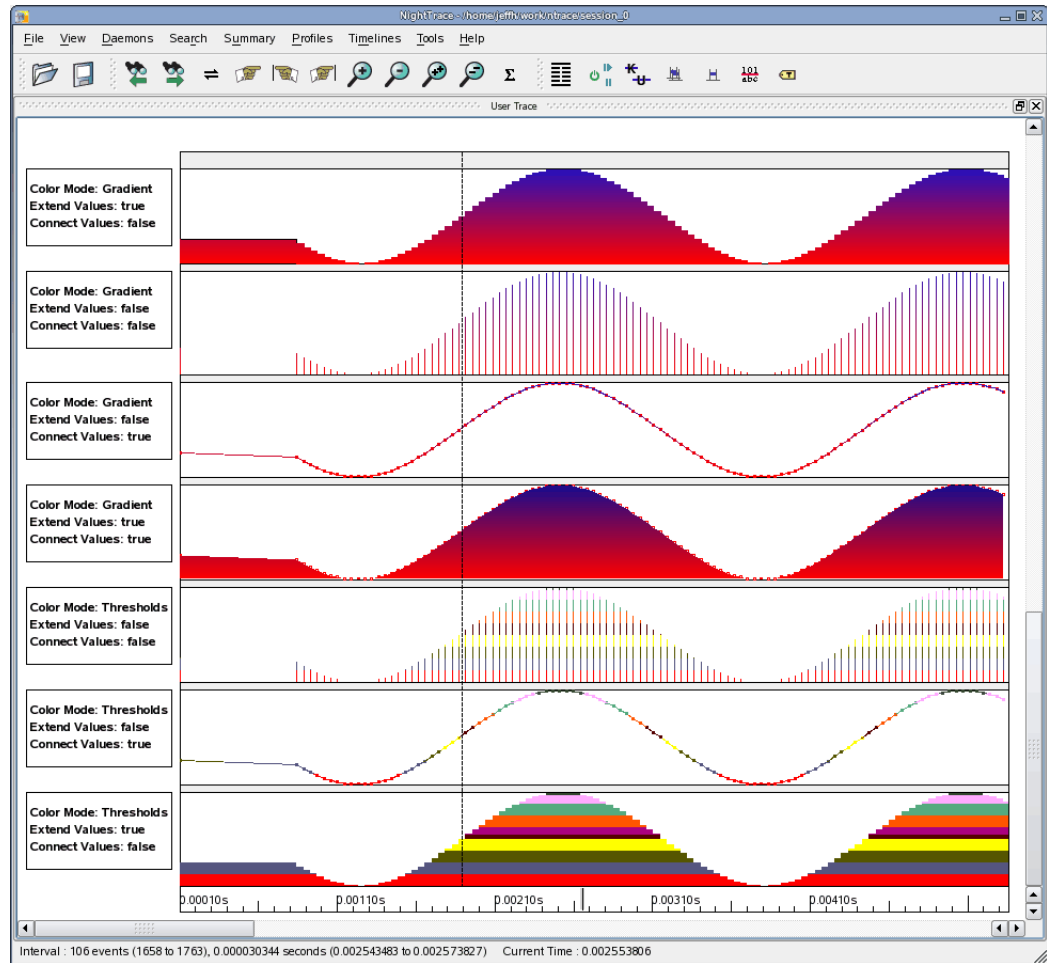 NightTrace - /home/jeffh/work/ntrace/session_0
File View Daemons Search Summary Profiles Timelines Tools Help
Σ
101
abc
User Trace
Color Mode: Gradient
Extend Values: true
Connect Values: false
Color Mode: Gradient
Extend Values: false
Connect Values: false
Color Mode: Gradient
Extend Values: false
Connect Values: true
Color Mode: Gradient
Extend Values: true
Connect Values: true
Color Mode: Thresholds
Extend Values: false
Connect Values: false
Color Mode: Thresholds
Extend Values: false
Connect Values: true
Color Mode: Thresholds
Extend Values: true
Connect Values: false
0.00010s 0.00110s 0.00210s 0.00310s 0.00410s
Interval : 106 events (1658 to 1763), 0.000030344 seconds (0.002543483 to 0.002573827) Current Time : 0.002553806